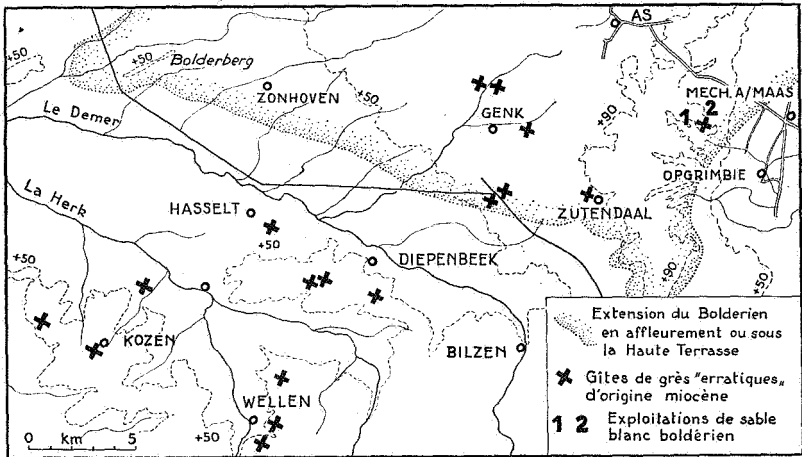 AS
+50
+50
Bolderberg
ZONHOVEN
+50
GENK
+90
MECH. A/MAAS
1 2
Le Demer
OPGRIMBIE
La Herk
HASSELT
+50
ZUTENDAAL
+50
DIEPENBEEK
+90
+50
KOZEN
BILZEN
WELLEN
+50
0 km 5
Extension du Bolderien
en affleurement ou sous
la Haute Terrasse
Gîtes de grès "erratiques"
d'origine miocène
1 2 Exploitations de sable
blanc boldérien